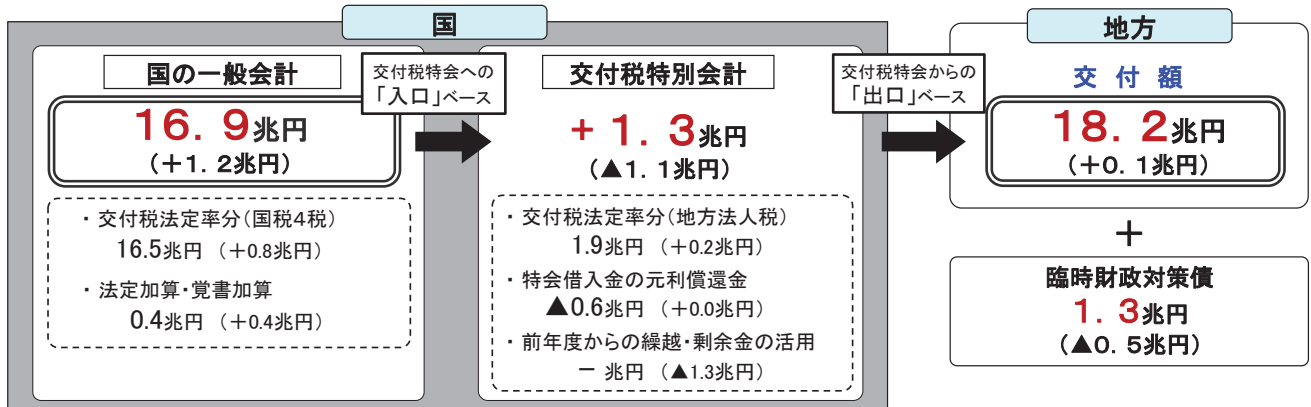 国
国の一般会計
16．9兆円
（＋1．2兆円）
・ 交付税法定率分（国税4税）
16.5兆円 （＋0.8兆円）
・ 法定加算・覚書加算
0.4兆円 （＋0.4兆円）
交付税特会への
「入口」ベース
交付税特別会計
＋1．3兆円
（▲1．1兆円）
・ 交付税法定率分（地方法人税）
1.9兆円 （＋0.2兆円）
・ 特会借入金の元利償還金
▲0.6兆円 （＋0.0兆円）
・ 前年度からの繰越・剰余金の活用
－ 兆円 （▲1.3兆円）
交付税特会からの
「出口」ベース
地方
交 付 額
18．2兆円
（＋0．1兆円）
＋
臨時財政対策債
1．3兆円
（▲0．5兆円）